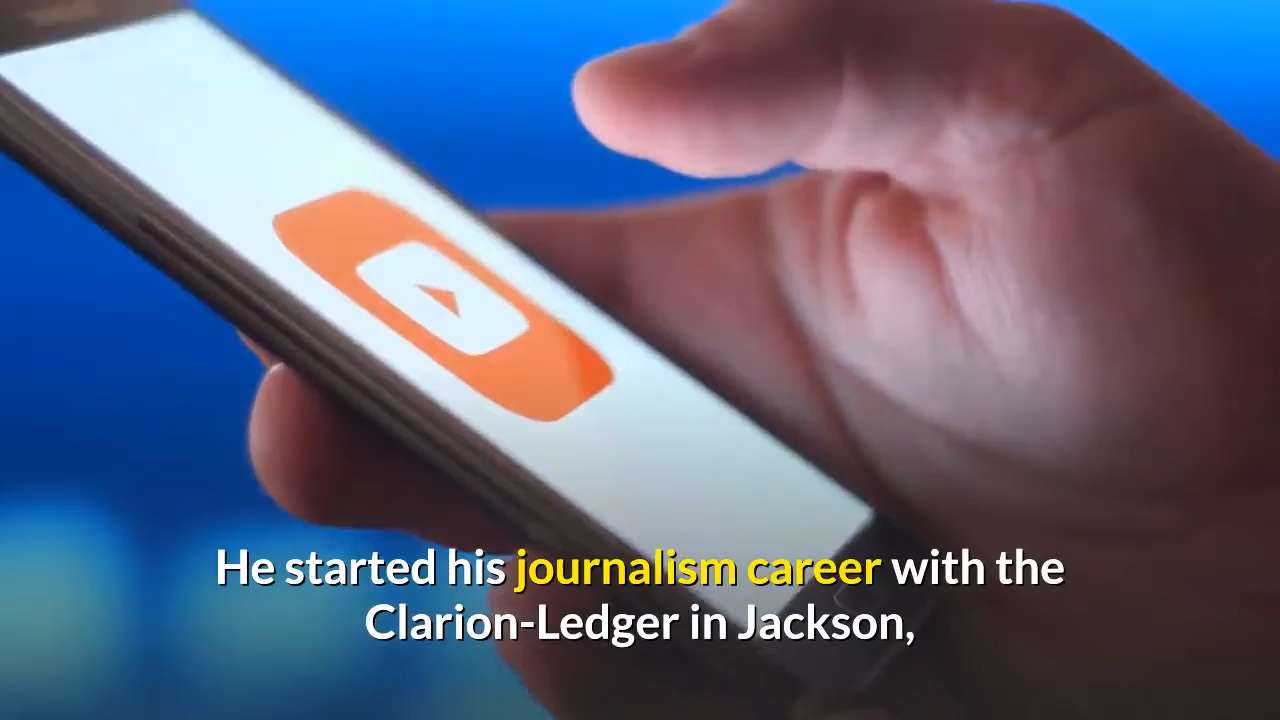 He started his journalism career with the
Clarion-Ledger in Jackson,